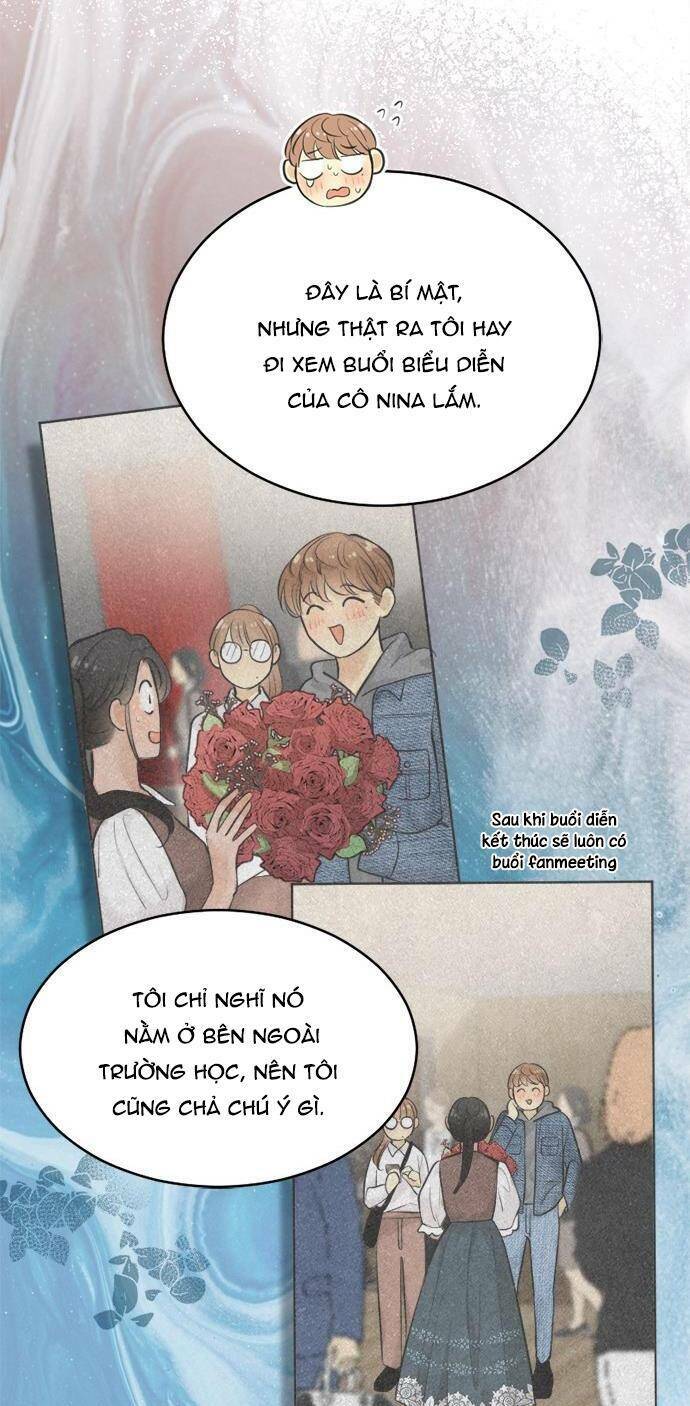 ĐÂY LÀ BÍ MẬT,
NHƯNG THẬT RA TÔI HAY
ĐI XEM BUỔI BIỂU DIỄN
CỦA CÔ NINA LẮM.
Sau khi buổi diễn
kết thúc sẽ luôn có
buổi fanmeeting
TÔI CHỈ NGHĨ NÓ
NẰM Ở BÊN NGOÀI
TRƯỜNG HỌC, NÊN TÔI
CŨNG CHẢ CHÚ Ý GÌ.